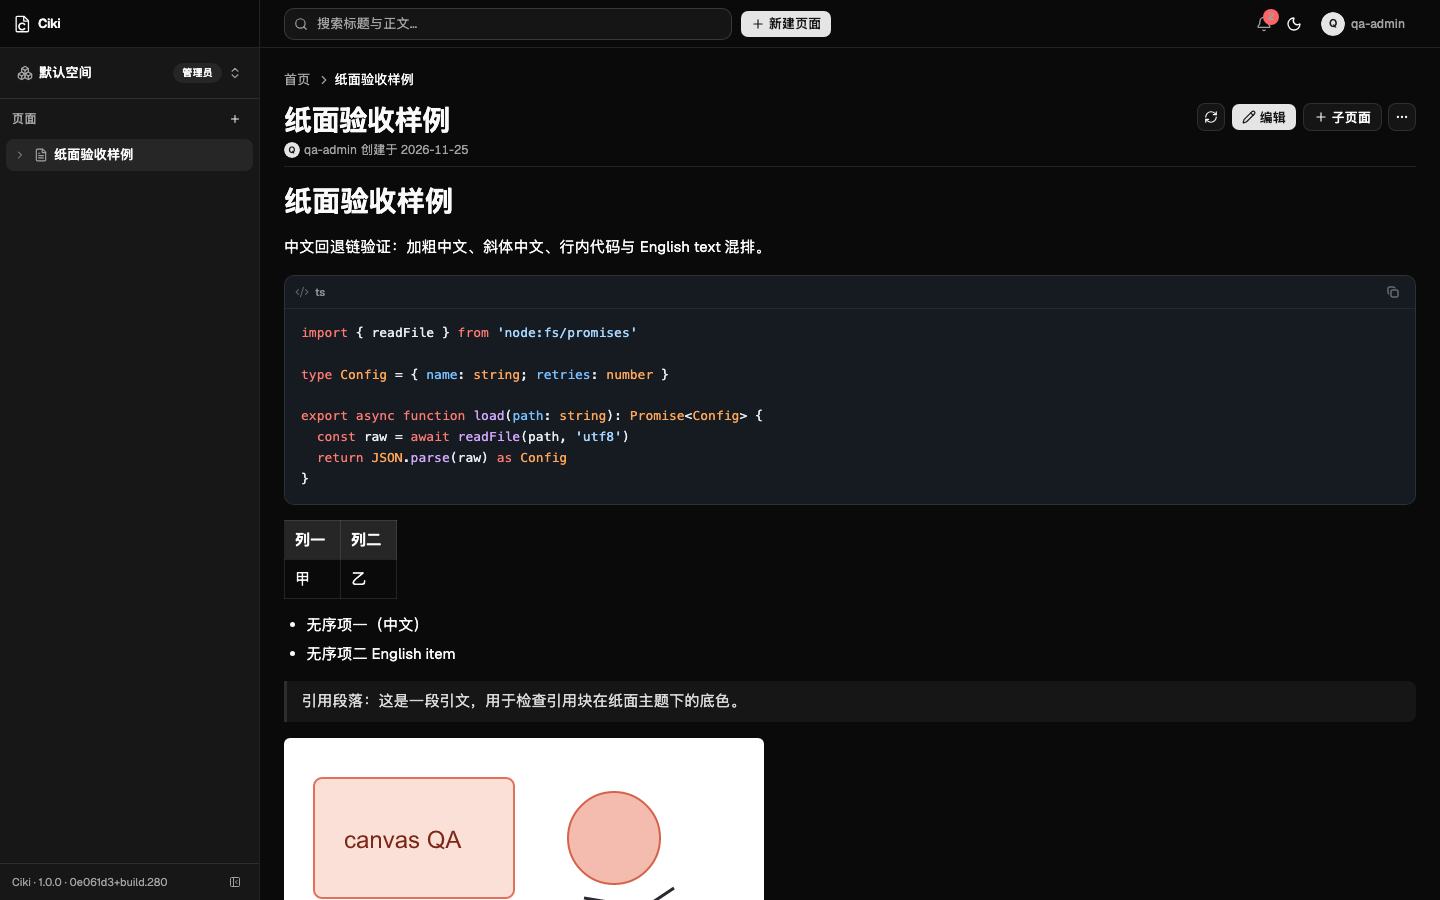 Ciki
搜索标题与正文...
新建页面
Q qa-admin
默认空间
管理员
页面
纸面验收样例
首页 > 纸面验收样例
纸面验收样例
编辑
子页面
Q qa-admin 创建于 2026-11-25
纸面验收样例
中文回退链验证：加粗中文、斜体中文、行内代码与 English text 混排。
</> ts
import { readFile } from 'node:fs/promises'
type Config = { name: string; retries: number }
export async function load(path: string): Promise<Config> {
  const raw = await readFile(path, 'utf8')
  return JSON.parse(raw) as Config
}
列一 列二
甲 乙
• 无序项一（中文）
• 无序项二 English item
引用段落：这是一段引文，用于检查引用块在纸面主题下的底色。
canvas QA
Ciki · 1.0.0 · 0e061d3+build.280